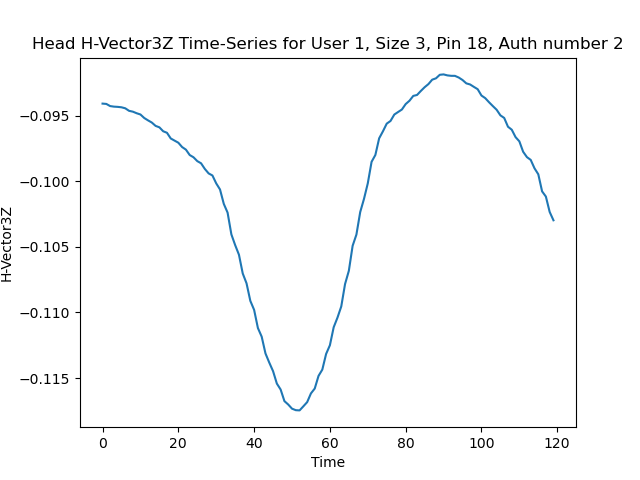 Head H-Vector3Z Time-Series for User 1, Size 3, Pin 18, Auth number 2
H-Vector3Z
−0.095
−0.100
−0.105
−0.110
−0.115
0 20 40 60 80 100 120
Time